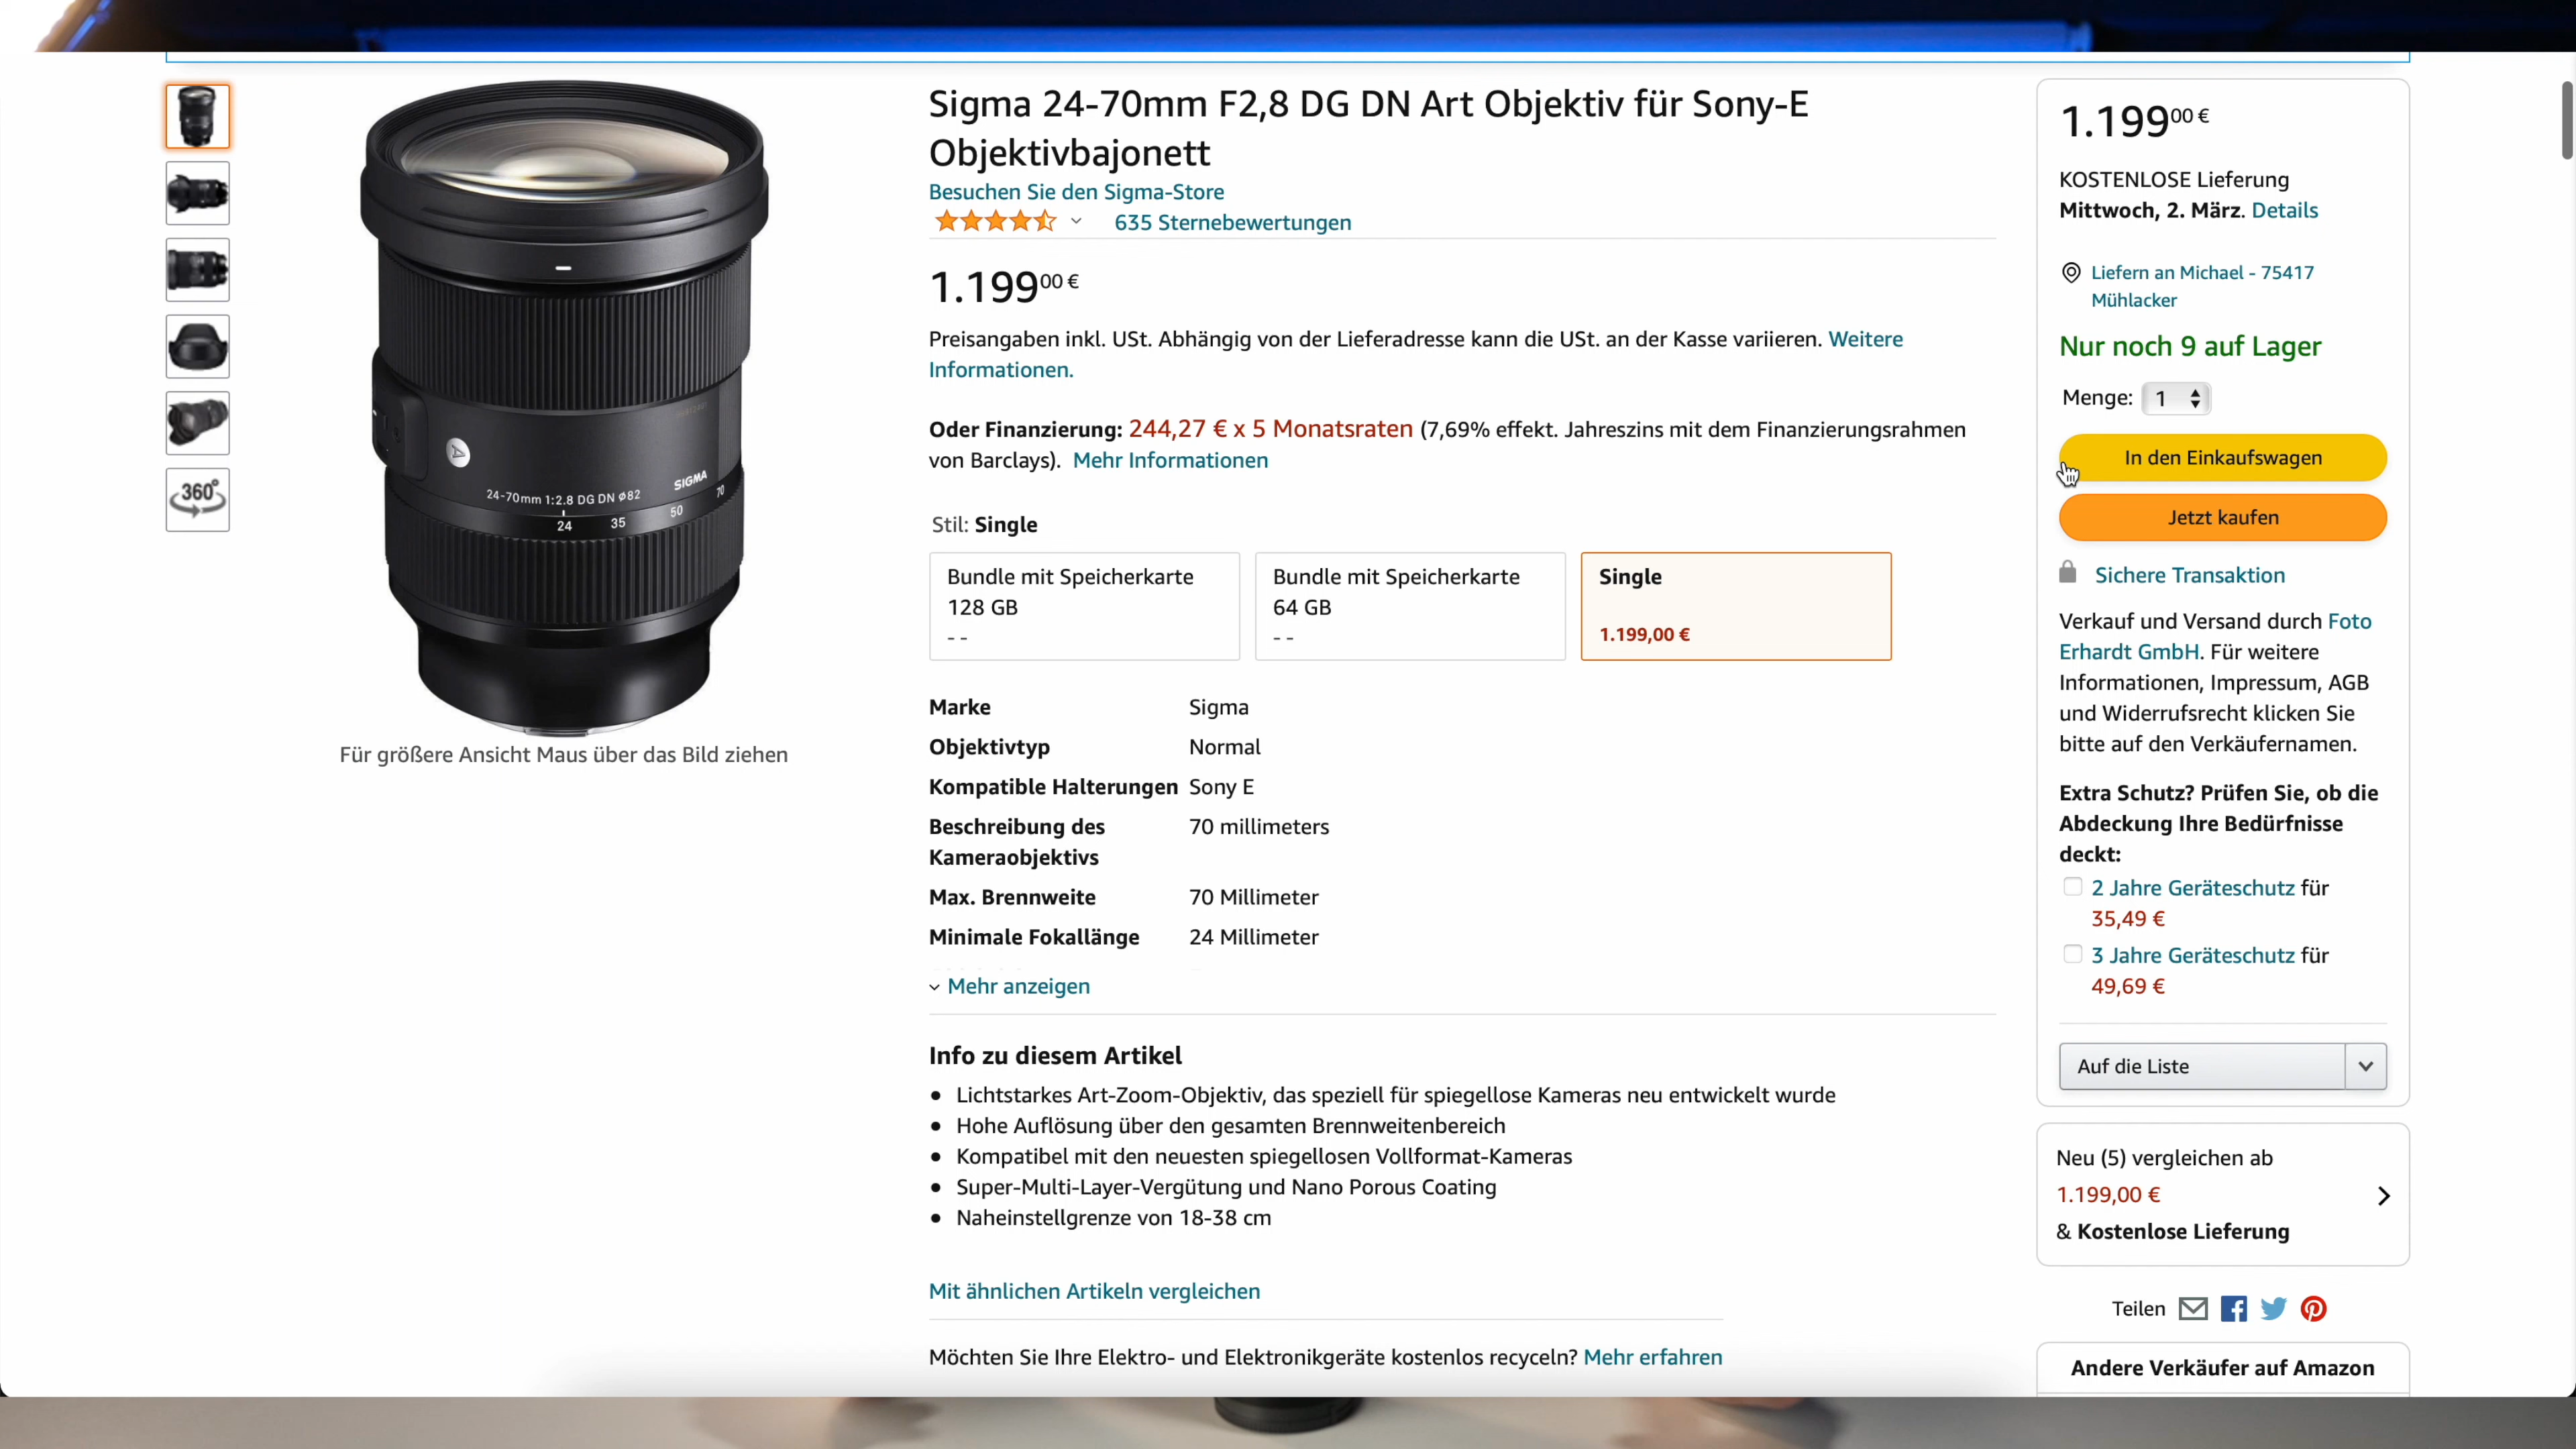 Sigma 24-70mm F2,8 DG DN Art Objektiv für Sony-E
Objektivbajonett
Besuchen Sie den Sigma-Store
635 Sternebewertungen
1.199⁰⁰ €
Preisangaben inkl. USt. Abhängig von der Lieferadresse kann die USt. an der Kasse variieren. Weitere
Informationen.
Oder Finanzierung: 244,27 € x 5 Monatsraten (7,69% effekt. Jahreszins mit dem Finanzierungsrahmen
von Barclays). Mehr Informationen
Stil: Single
Bundle mit Speicherkarte
128 GB
- -
Bundle mit Speicherkarte
64 GB
- -
Single
1.199,00 €
Marke Sigma
Objektivtyp Normal
Kompatible Halterungen Sony E
Beschreibung des 70 millimeters
Kameraobjektivs
Max. Brennweite 70 Millimeter
Minimale Fokallänge 24 Millimeter
Mehr anzeigen
Info zu diesem Artikel
• Lichtstarkes Art-Zoom-Objektiv, das speziell für spiegellose Kameras neu entwickelt wurde
• Hohe Auflösung über den gesamten Brennweitenbereich
• Kompatibel mit den neuesten spiegellosen Vollformat-Kameras
• Super-Multi-Layer-Vergütung und Nano Porous Coating
• Naheinstellgrenze von 18-38 cm
Mit ähnlichen Artikeln vergleichen
Möchten Sie Ihre Elektro- und Elektronikgeräte kostenlos recyceln? Mehr erfahren
360°
A
SIGMA
24-70mm 1:2.8 DG DN ⌀82
24 35 50 70
Für größere Ansicht Maus über das Bild ziehen
1.199⁰⁰ €
KOSTENLOSE Lieferung
Mittwoch, 2. März. Details
Liefern an Michael - 75417
Mühlacker
Nur noch 9 auf Lager
Menge: 1
In den Einkaufswagen
Jetzt kaufen
Sichere Transaktion
Verkauf und Versand durch Foto
Erhardt GmbH. Für weitere
Informationen, Impressum, AGB
und Widerrufsrecht klicken Sie
bitte auf den Verkäufernamen.
Extra Schutz? Prüfen Sie, ob die
Abdeckung Ihre Bedürfnisse
deckt:
2 Jahre Geräteschutz für
35,49 €
3 Jahre Geräteschutz für
49,69 €
Auf die Liste
Neu (5) vergleichen ab
1.199,00 €
& Kostenlose Lieferung
Teilen
Andere Verkäufer auf Amazon